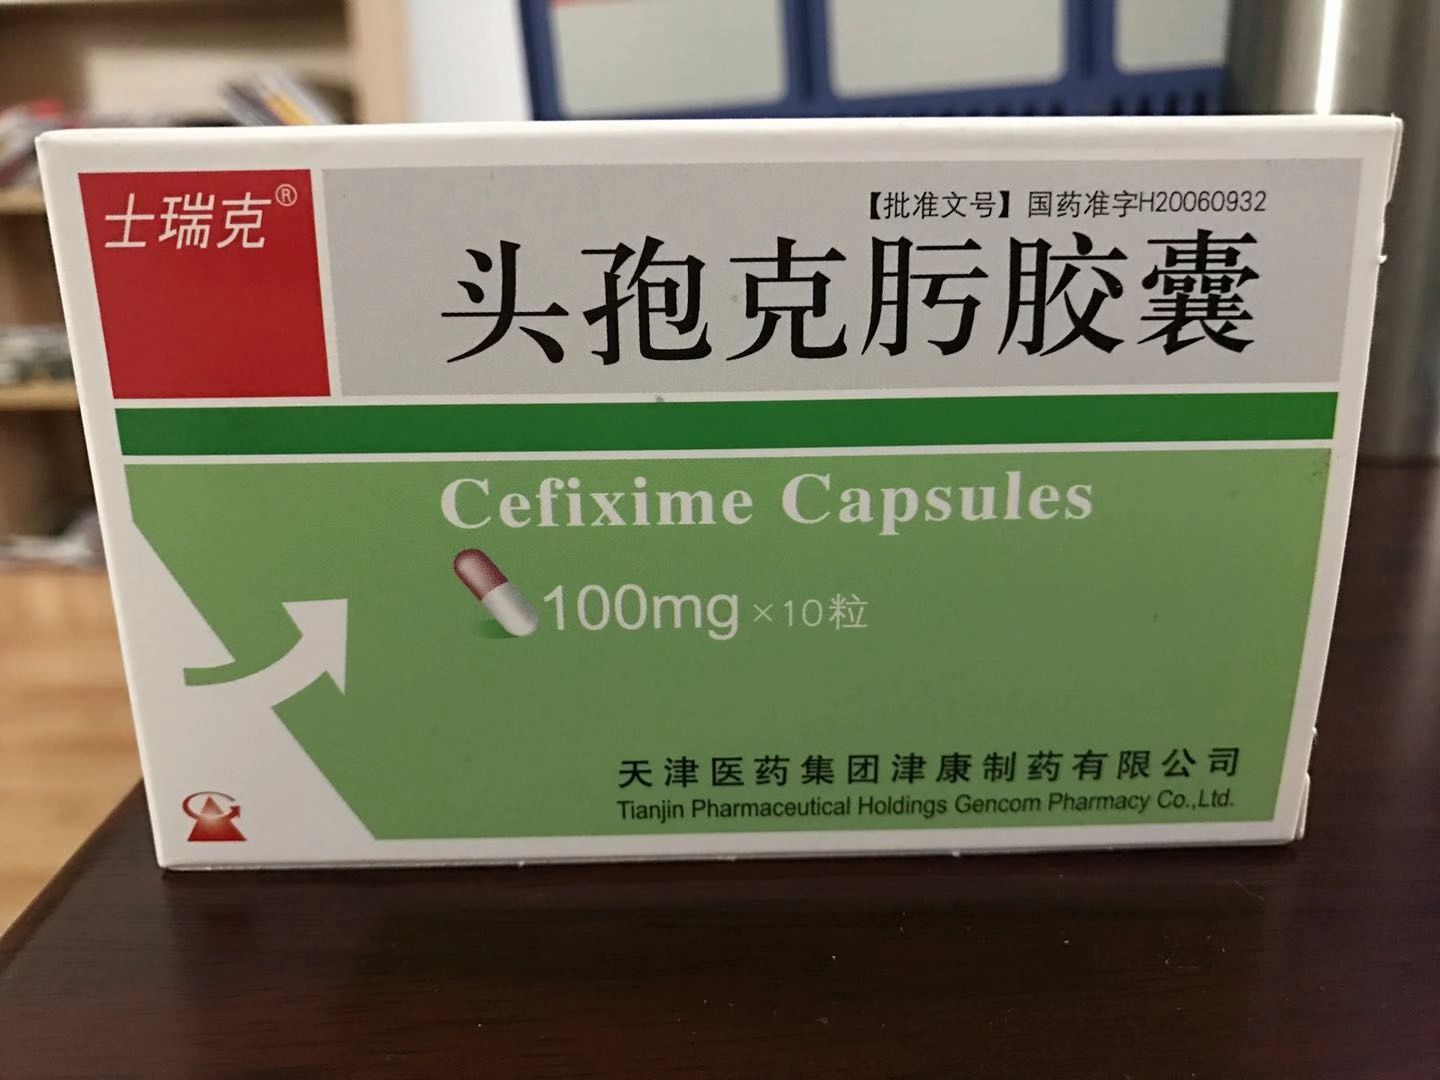 士瑞克®
【批准文号】国药准字H20060932
头孢克肟胶囊
Cefixime Capsules
100mg×10粒
天津医药集团津康制药有限公司
Tianjin Pharmaceutical Holdings Gencom Pharmacy Co.,Ltd.